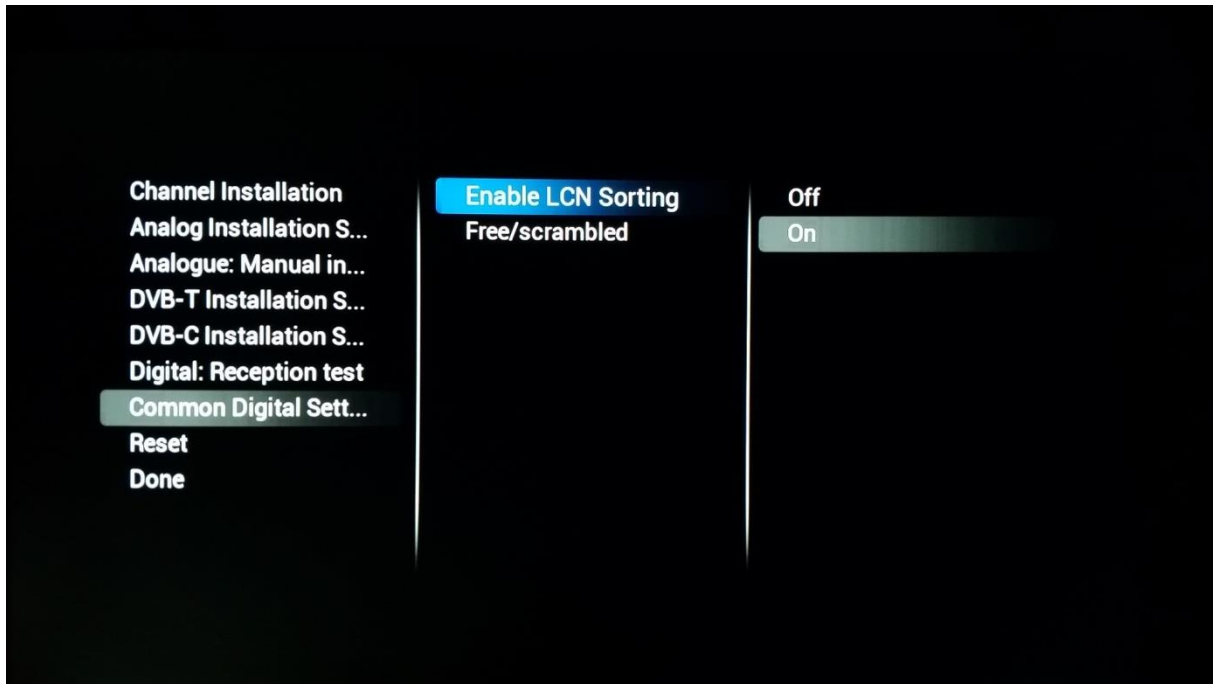 Channel Installation
Analog Installation S...
Analogue: Manual in...
DVB-T Installation S...
DVB-C Installation S...
Digital: Reception test
Common Digital Sett...
Reset
Done
Enable LCN Sorting
Free/scrambled
Off
On